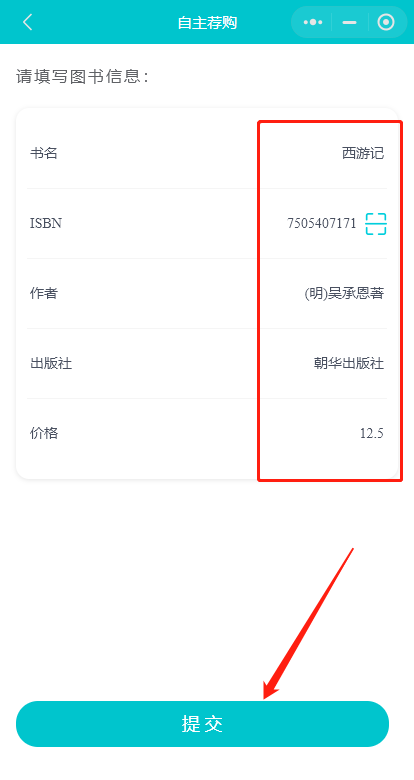 自主荐购
请填写图书信息：
书名 西游记
ISBN 7505407171
作者 (明)吴承恩著
出版社 朝华出版社
价格 12.5
提交